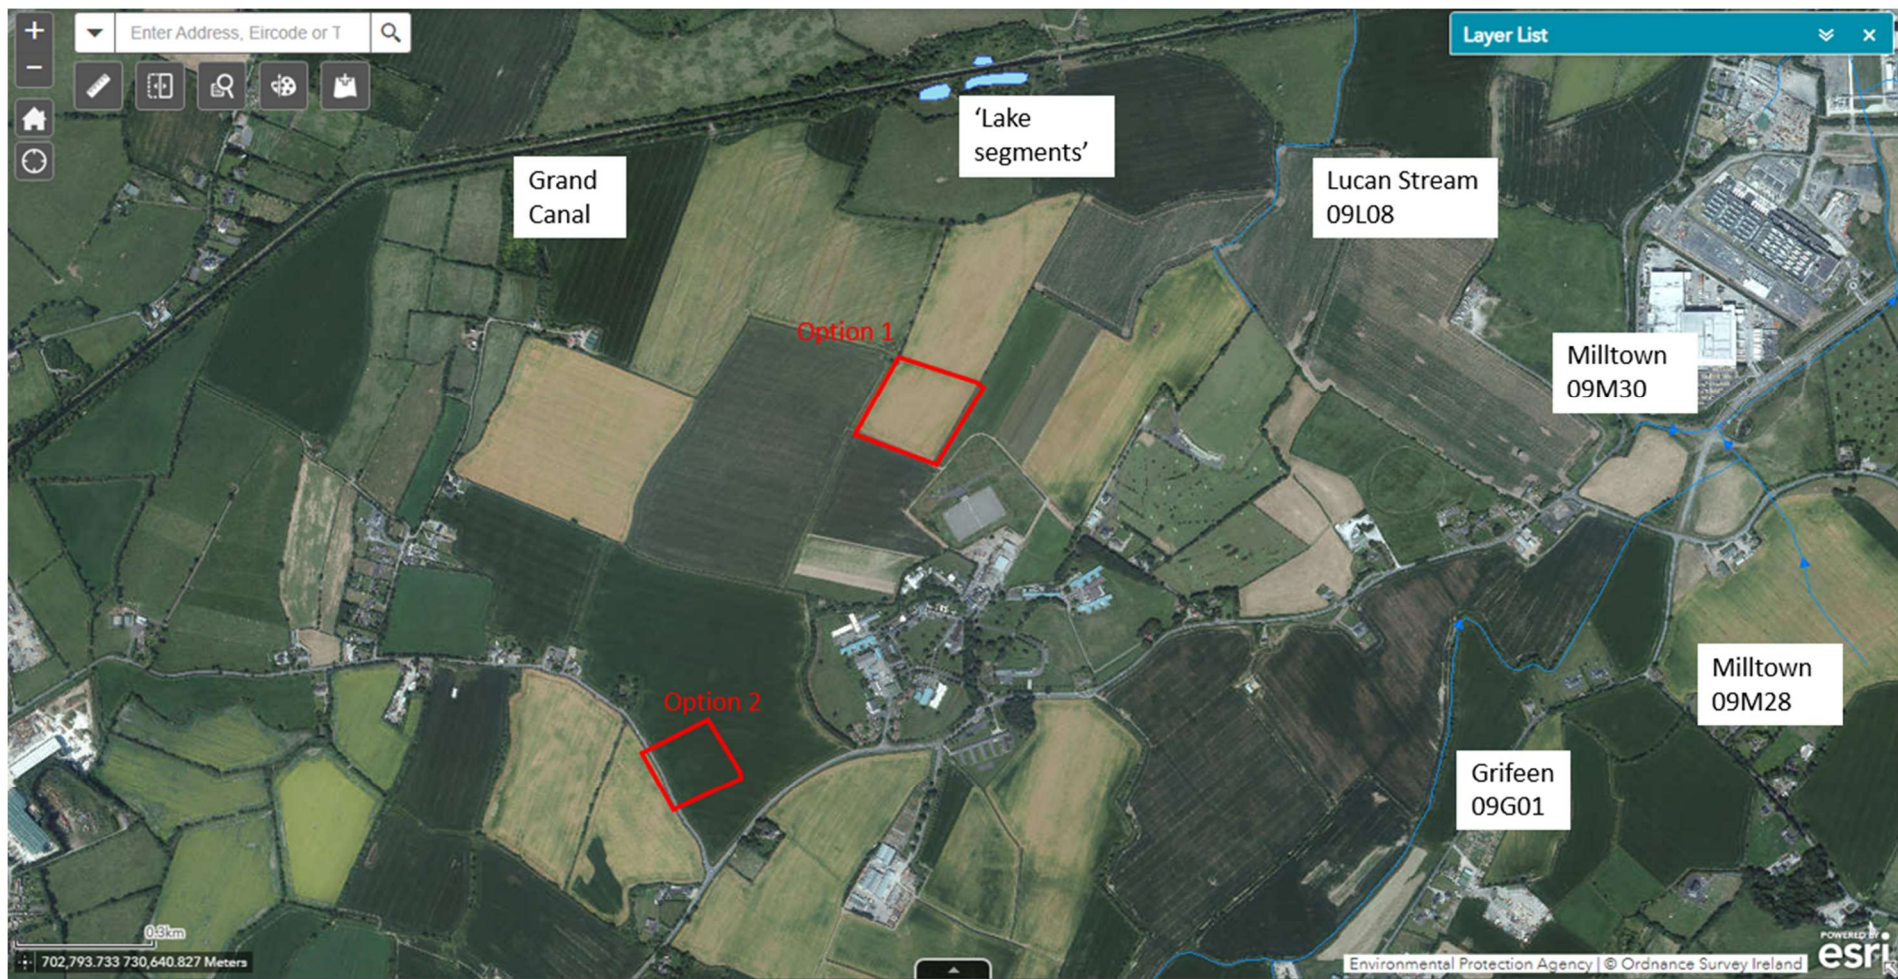 Enter Address, Eircode or T
Layer List
'Lake
segments'
Grand
Canal
Lucan Stream
09L08
Option 1
Milltown
09M30
Option 2
Milltown
09M28
Grifeen
09G01
0.3km
702,793.733 730,640.827 Meters
Environmental Protection Agency | © Ordnance Survey Ireland
POWERED BY
esri